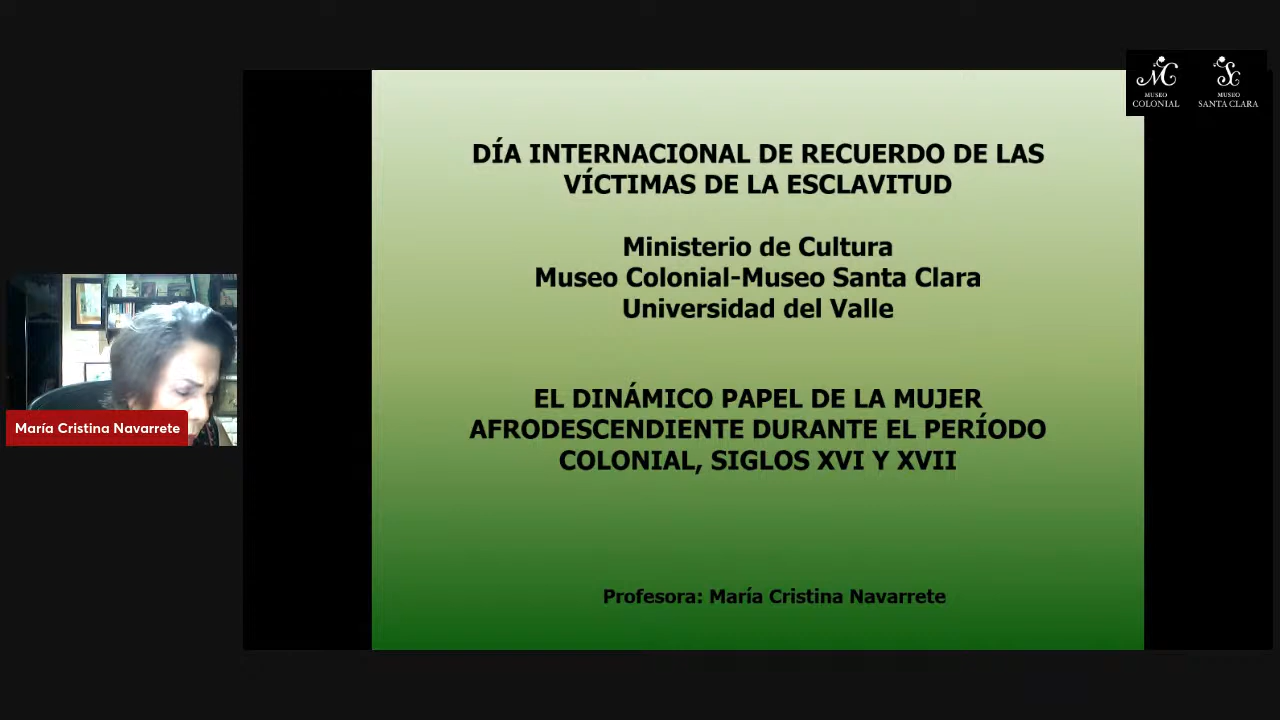 MUSEO
COLONIAL
MUSEO
SANTA CLARA
DÍA INTERNACIONAL DE RECUERDO DE LAS
VÍCTIMAS DE LA ESCLAVITUD
Ministerio de Cultura
Museo Colonial-Museo Santa Clara
Universidad del Valle
EL DINÁMICO PAPEL DE LA MUJER
AFRODESCENDIENTE DURANTE EL PERÍODO
COLONIAL, SIGLOS XVI Y XVII
Profesora: María Cristina Navarrete
María Cristina Navarrete